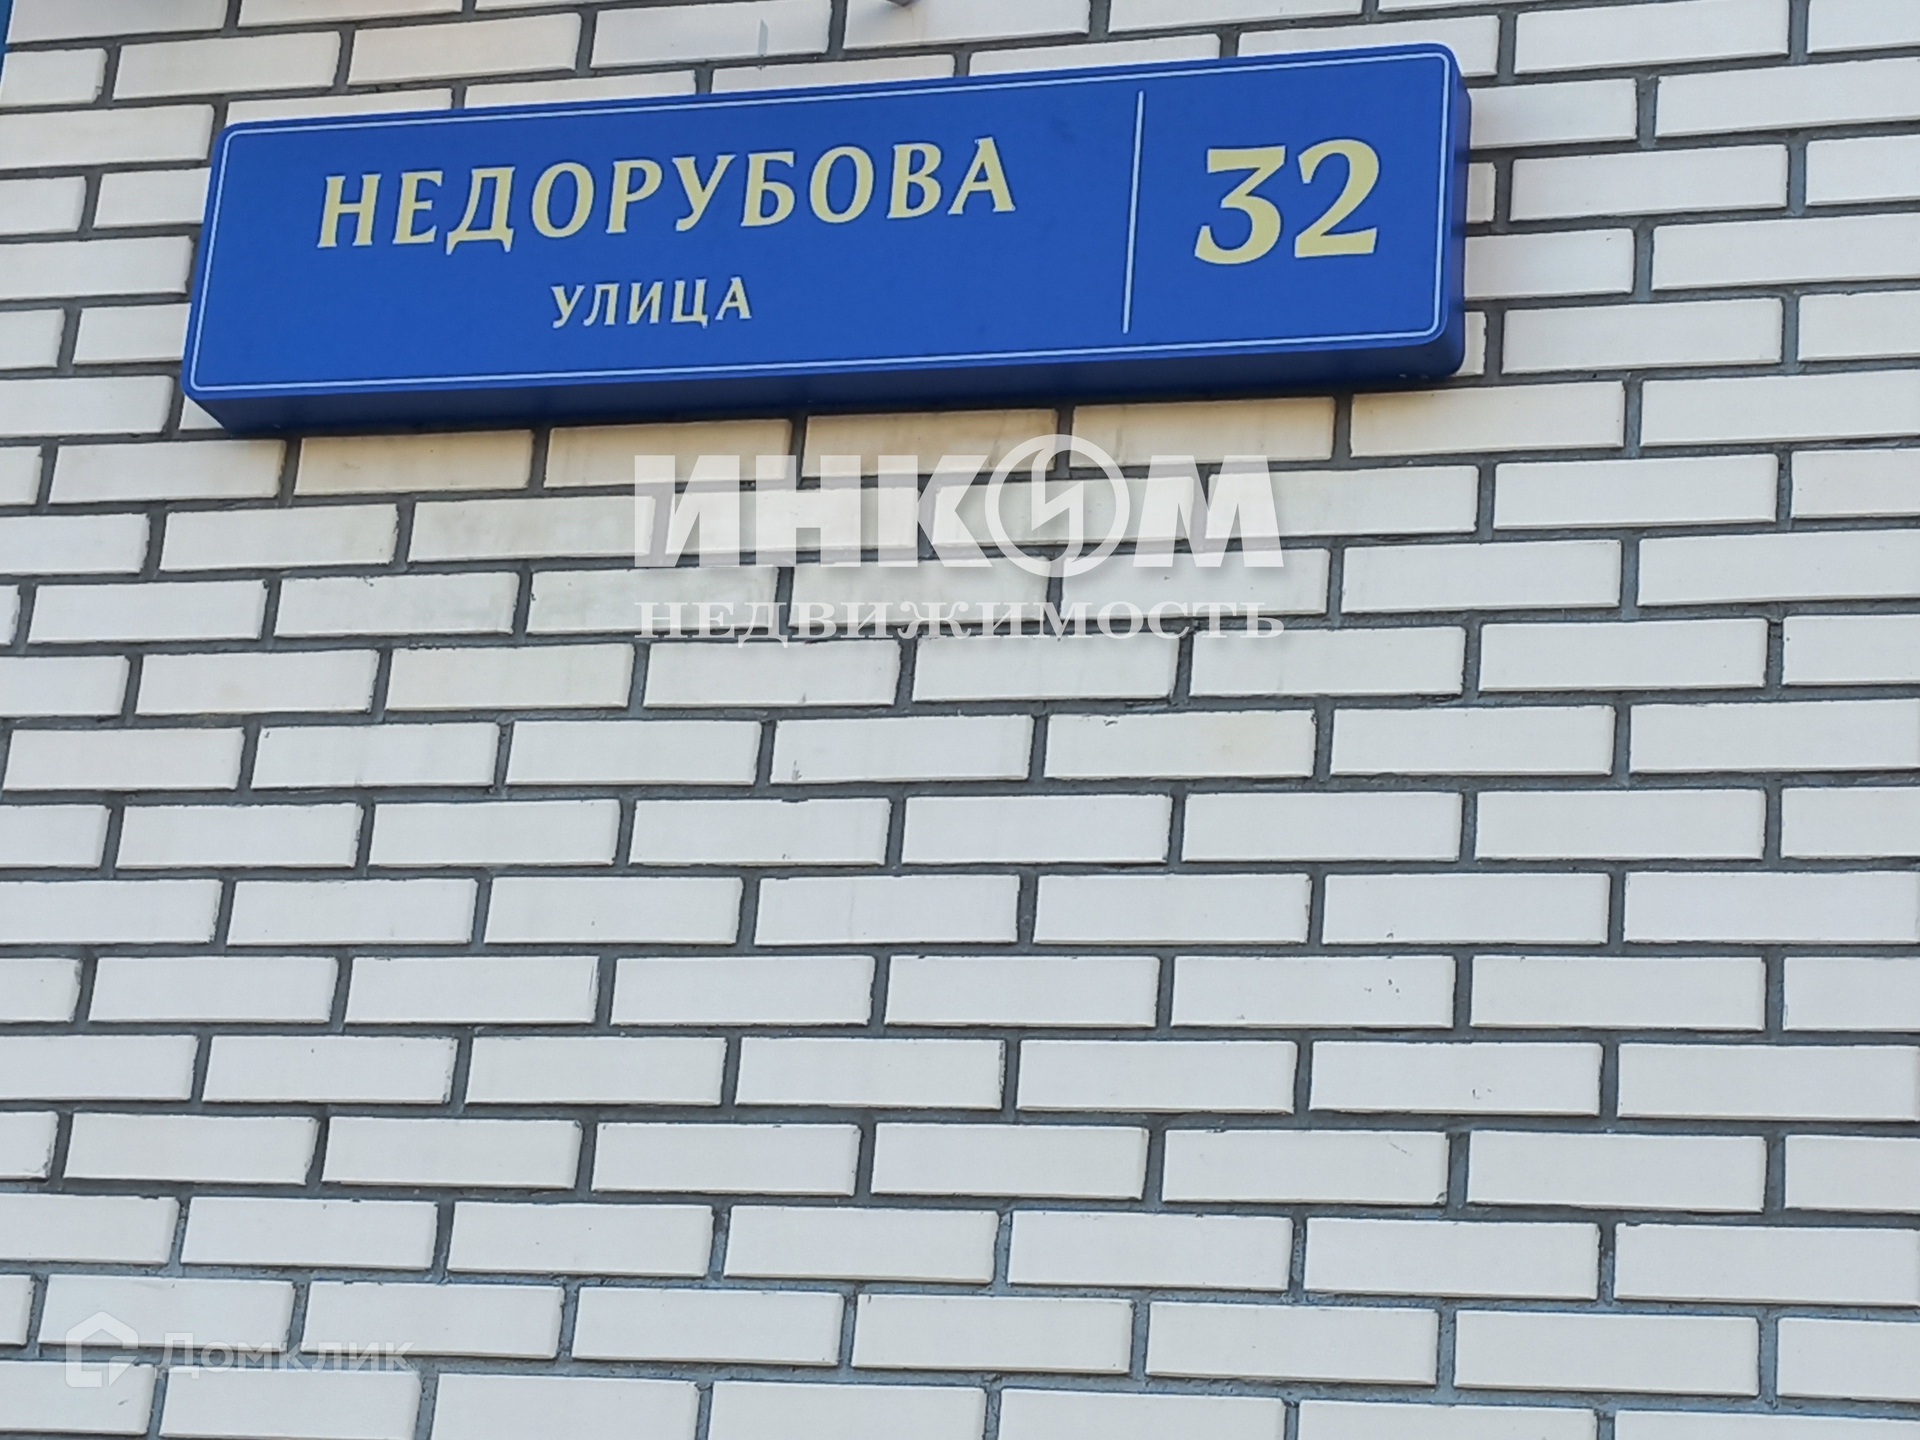 НЕДОРУБОВА 32
УЛИЦА
ИНКОМ
НЕДВИЖИМОСТЬ
Домклик